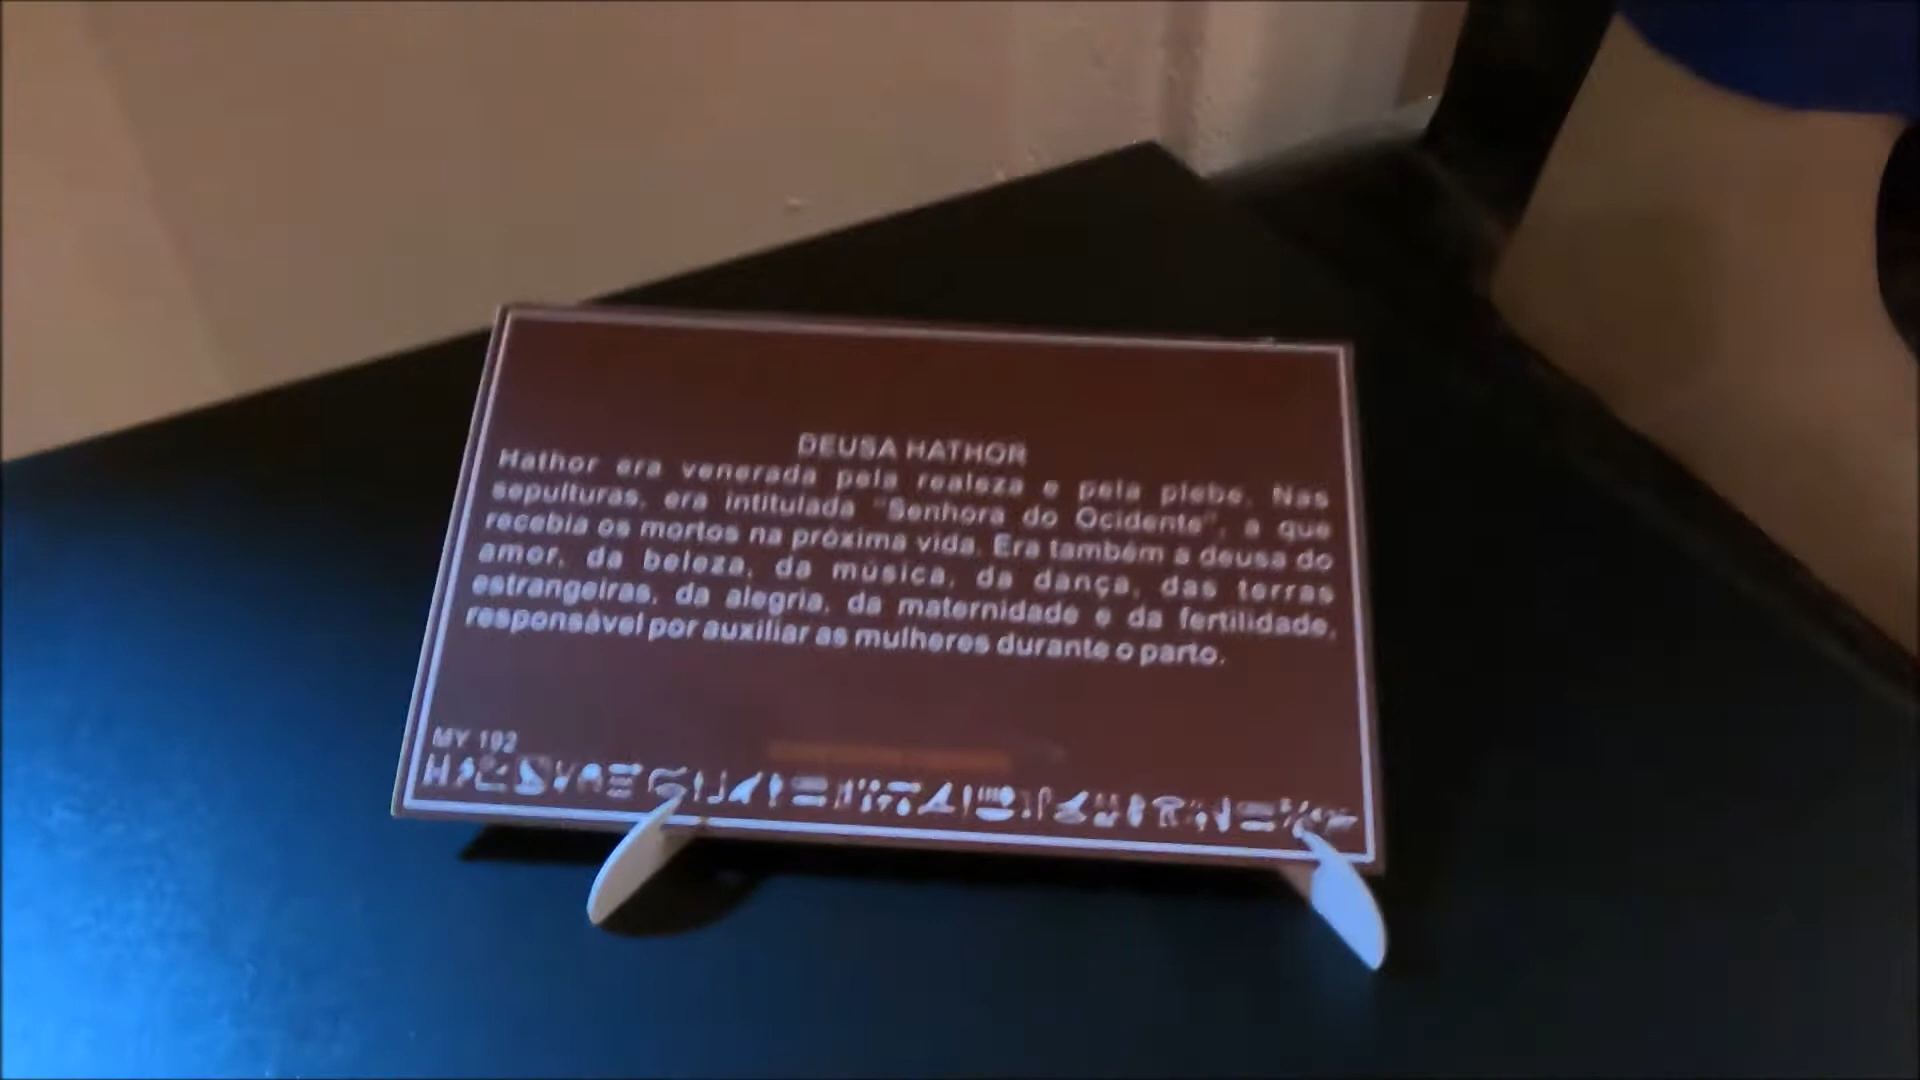 DEUSA HATHOR
Hathor era venerada pela realeza e pela plebe. Nas
sepulturas, era intitulada "Senhora do Ocidente", a que
recebia os mortos na próxima vida. Era também a deusa do
amor, da beleza, da música, da dança, das terras
estrangeiras, da alegria, da maternidade e da fertilidade,
responsável por auxiliar as mulheres durante o parto.
MY 192